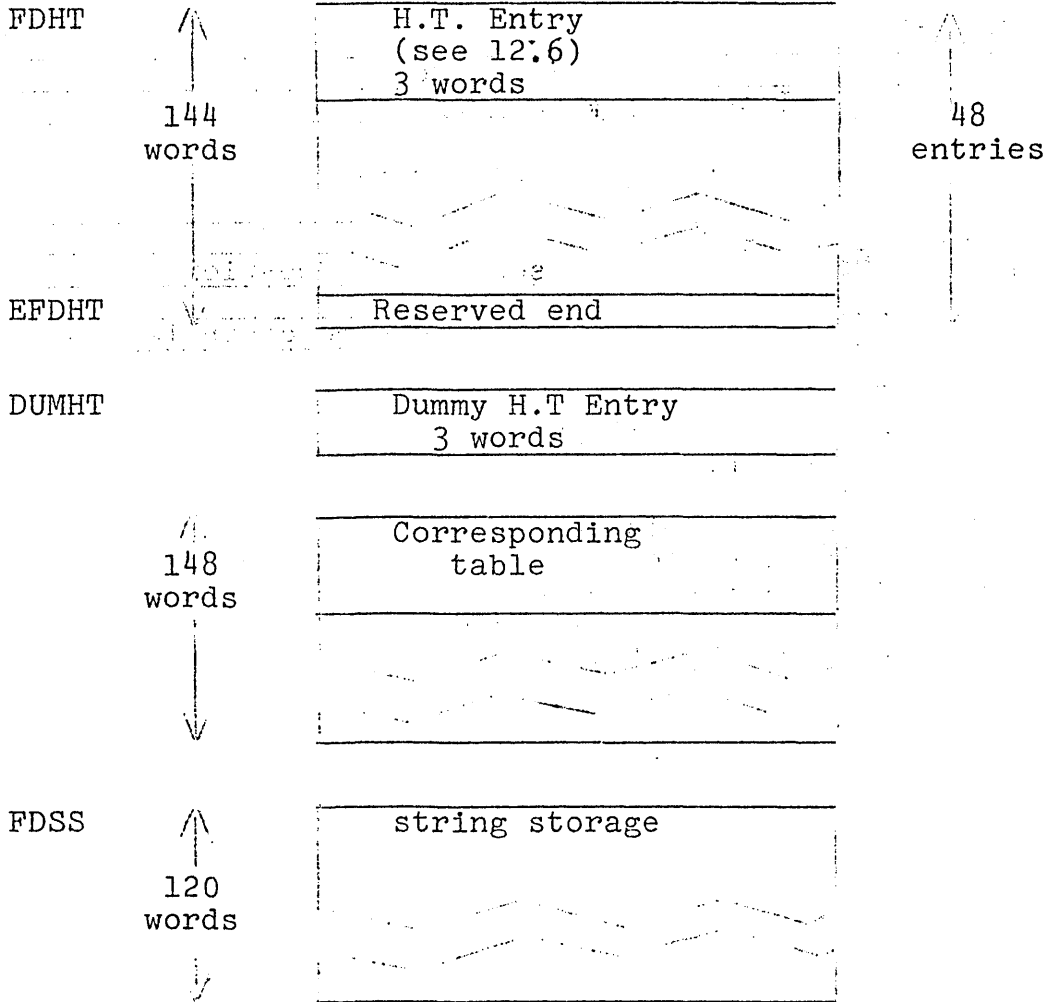 FDHT
H.T. Entry
(see 12.6)
3 words
144
words
48
entries
EFDHT
Reserved end
DUMHT
Dummy H.T Entry
3 words
148
words
Corresponding
table
FDSS
string storage
120
words